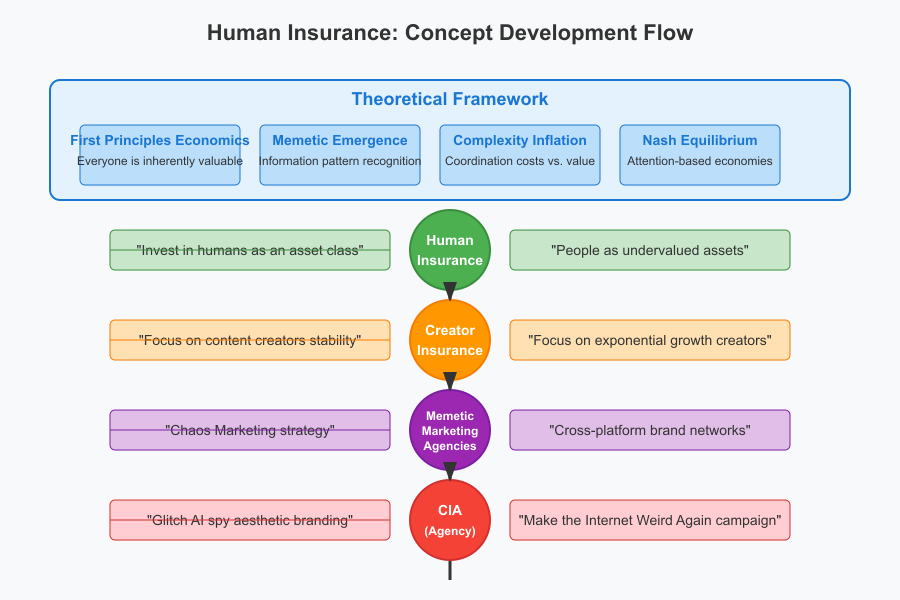 Human Insurance: Concept Development Flow
Theoretical Framework
First Principles Economics
Everyone is inherently valuable
Memetic Emergence
Information pattern recognition
Complexity Inflation
Coordination costs vs. value
Nash Equilibrium
Attention-based economies
"Invest in humans as an asset class"
Human
Insurance
"People as undervalued assets"
"Focus on content creators stability"
Creator
Insurance
"Focus on exponential growth creators"
"Chaos Marketing strategy"
Memetic
Marketing
Agencies
"Cross-platform brand networks"
"Glitch AI spy aesthetic branding"
CIA
(Agency)
"Make the Internet Weird Again campaign"